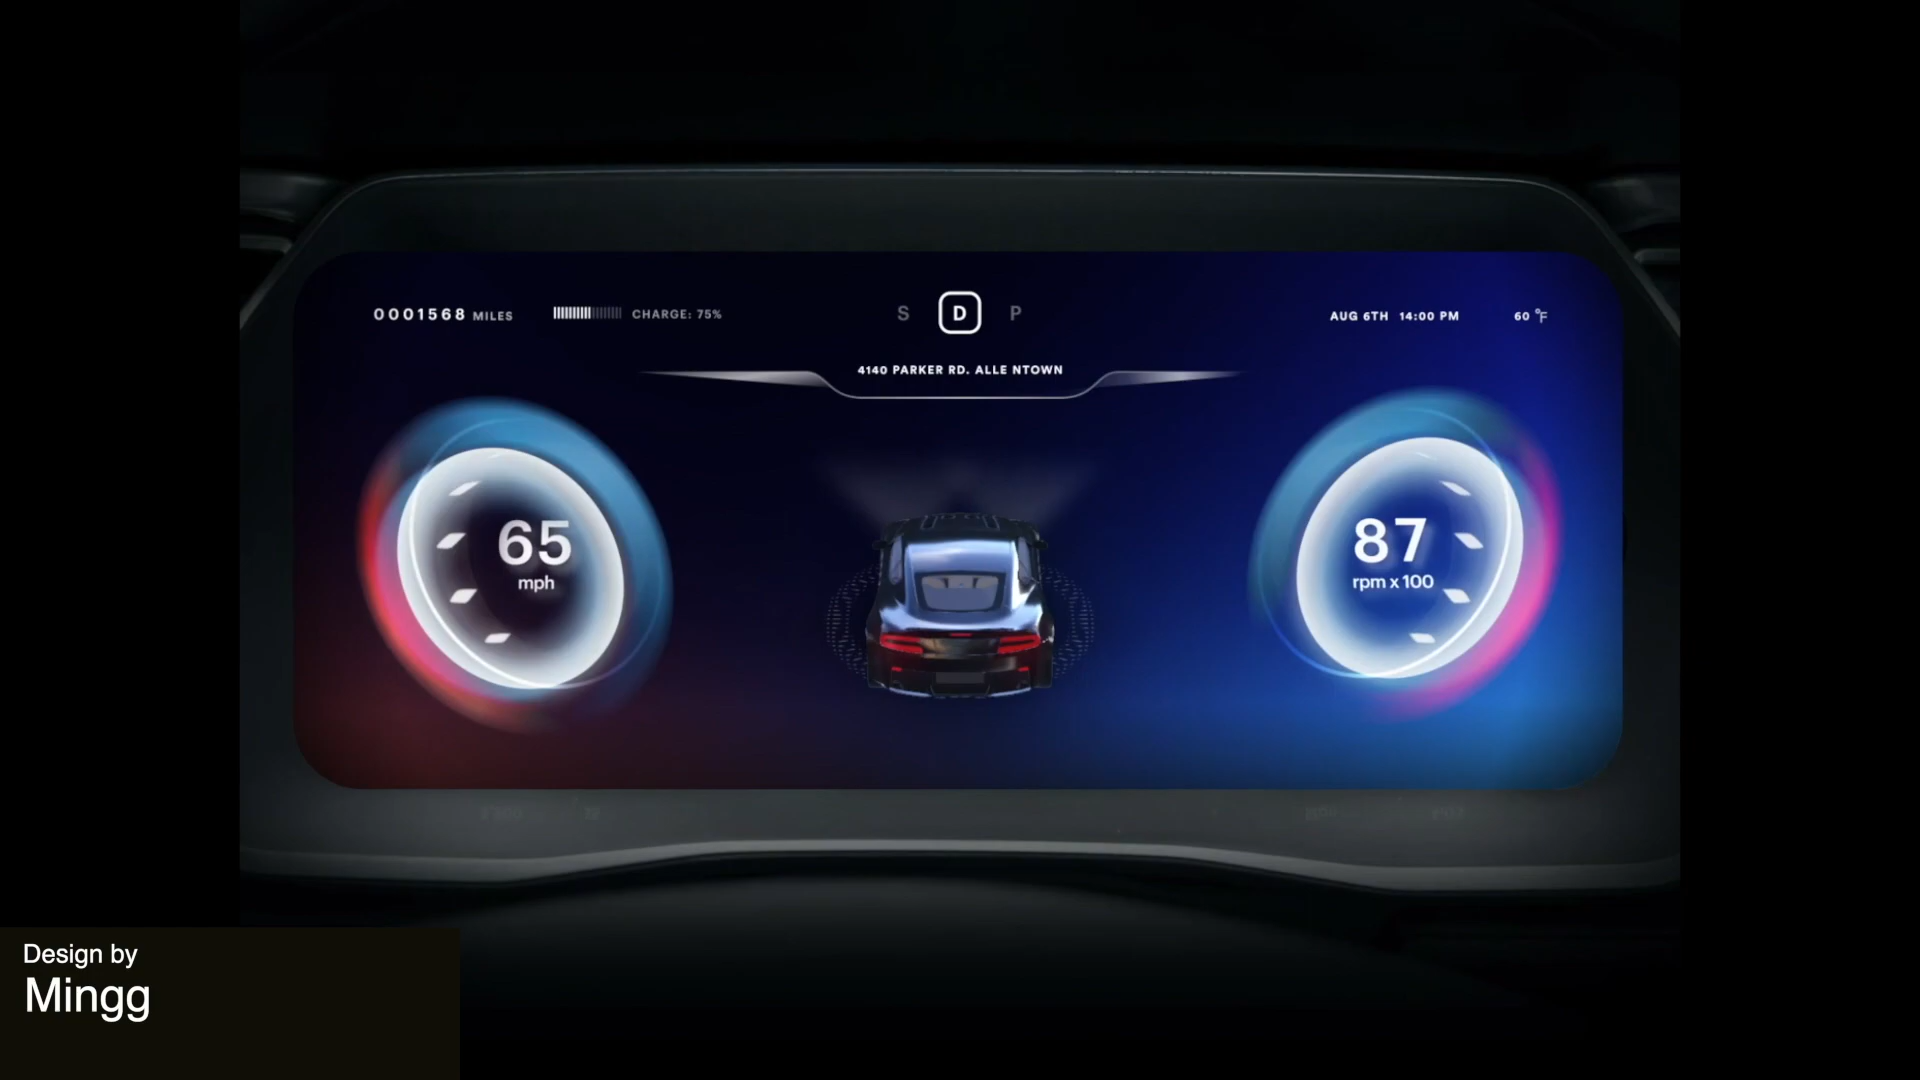 0001568 MILES
CHARGE: 75%
S D P
AUG 6TH 14:00 PM
60 °F
4140 PARKER RD. ALLE NTOWN
65
mph
87
rpm x 100
Design by
Mingg